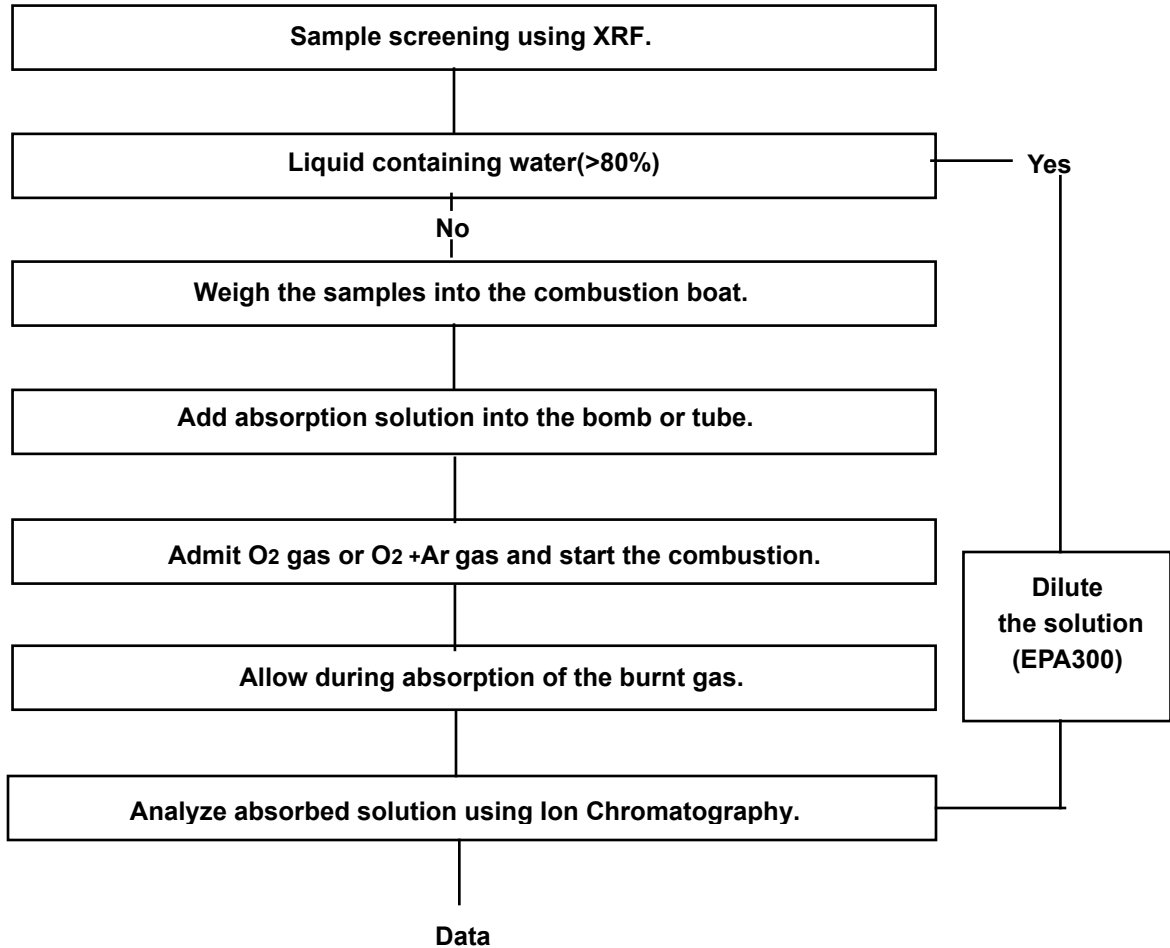 Sample screening using XRF.
Liquid containing water(>80%)
Yes
No
Weigh the samples into the combustion boat.
Add absorption solution into the bomb or tube.
Admit O2 gas or O2 +Ar gas and start the combustion.
Dilute
the solution
(EPA300)
Allow during absorption of the burnt gas.
Analyze absorbed solution using Ion Chromatography.
Data